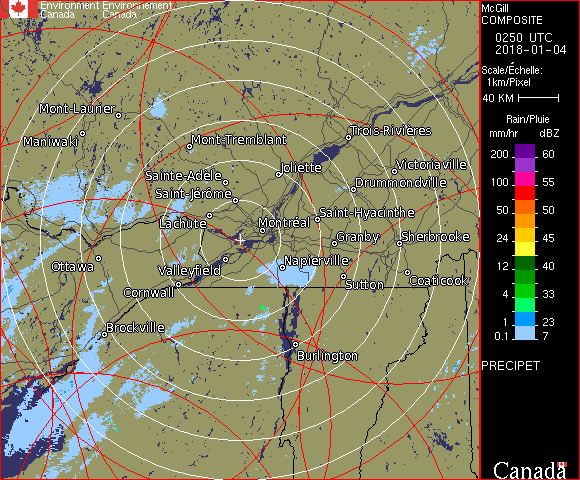 Environment Environnement
Canada Canada
Mont-Laurier
Maniwaki
Mont-Tremblant
Trois-Rivières
Sainte-Adèle
Joliette
Victoriaville
Saint-Jérôme
Drummondville
Lachute
Montréal
Saint-Hyacinthe
Granby
Sherbrooke
Ottawa
Valleyfield
Napierville
Cornwall
Sutton
Coaticook
Brockville
Burlington
McGill
COMPOSITE
0250 UTC
2018-01-04
Scale/Échelle:
1km/Pixel
40 KM
Rain/Pluie
mm/hr dBZ
200 60
100 55
50 50
24 45
12 40
4 33
1 23
0.1 7
PRECIPET
Canada